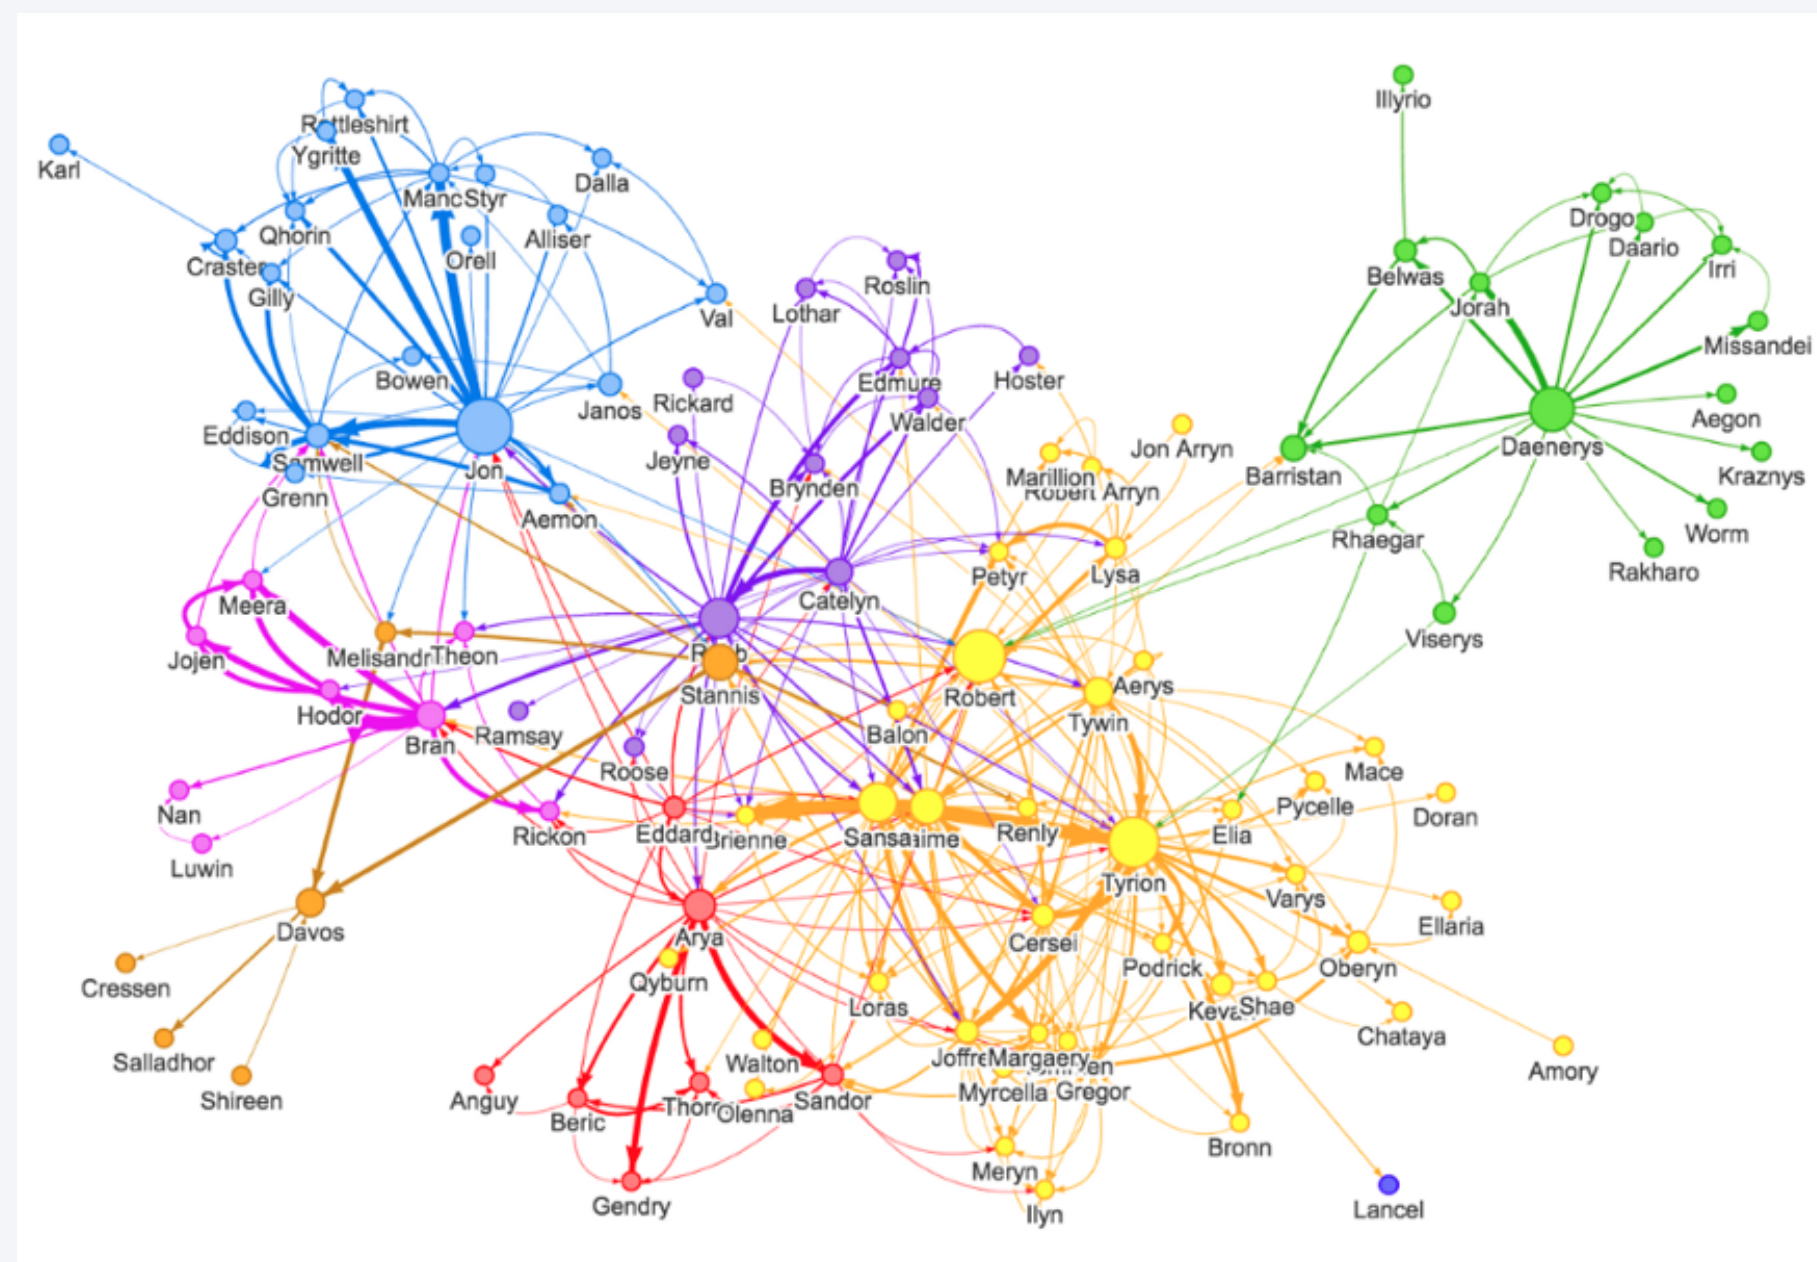 Illyrio
Rattleshirt
Karl
Ygritte
Dalla
Styr
Drogo
Qhorin
Alliser
Daario
Craster
Orell
Irri
Belwas
Gilly
Roslin
Jorah
Lothar
Val
Missandei
Bowen
Edmure
Hoster
Rickard
Janos
Walder
Aegon
Eddison
Daenerys
Jon Arryn
Samwell
Jeyne
Jon
Marillion
Barristan
Kraznys
Grenn
Brynden
Robert Arryn
Aemon
Worm
Rhaegar
Rakharo
Petyr
Lysa
Meera
Catelyn
Viserys
Jojen
Theon
Stannis
Robert
Aerys
Hodor
Tywin
Ramsay
Balon
Bran
Roose
Mace
Pycelle
Nan
Doran
Rickon
Eddard
Brienne
Sansa
Renly
Elia
Luwin
Tyrion
Varys
Ellaria
Davos
Arya
Cersei
Podrick
Oberyn
Cressen
Qyburn
Loras
Shae
Chataya
Salladhor
Walton
Margaery
Amory
Shireen
Anguy
Olenna
Sandor
Myrcella
Gregor
Beric
Bronn
Meryn
Gendry
Ilyn
Lancel